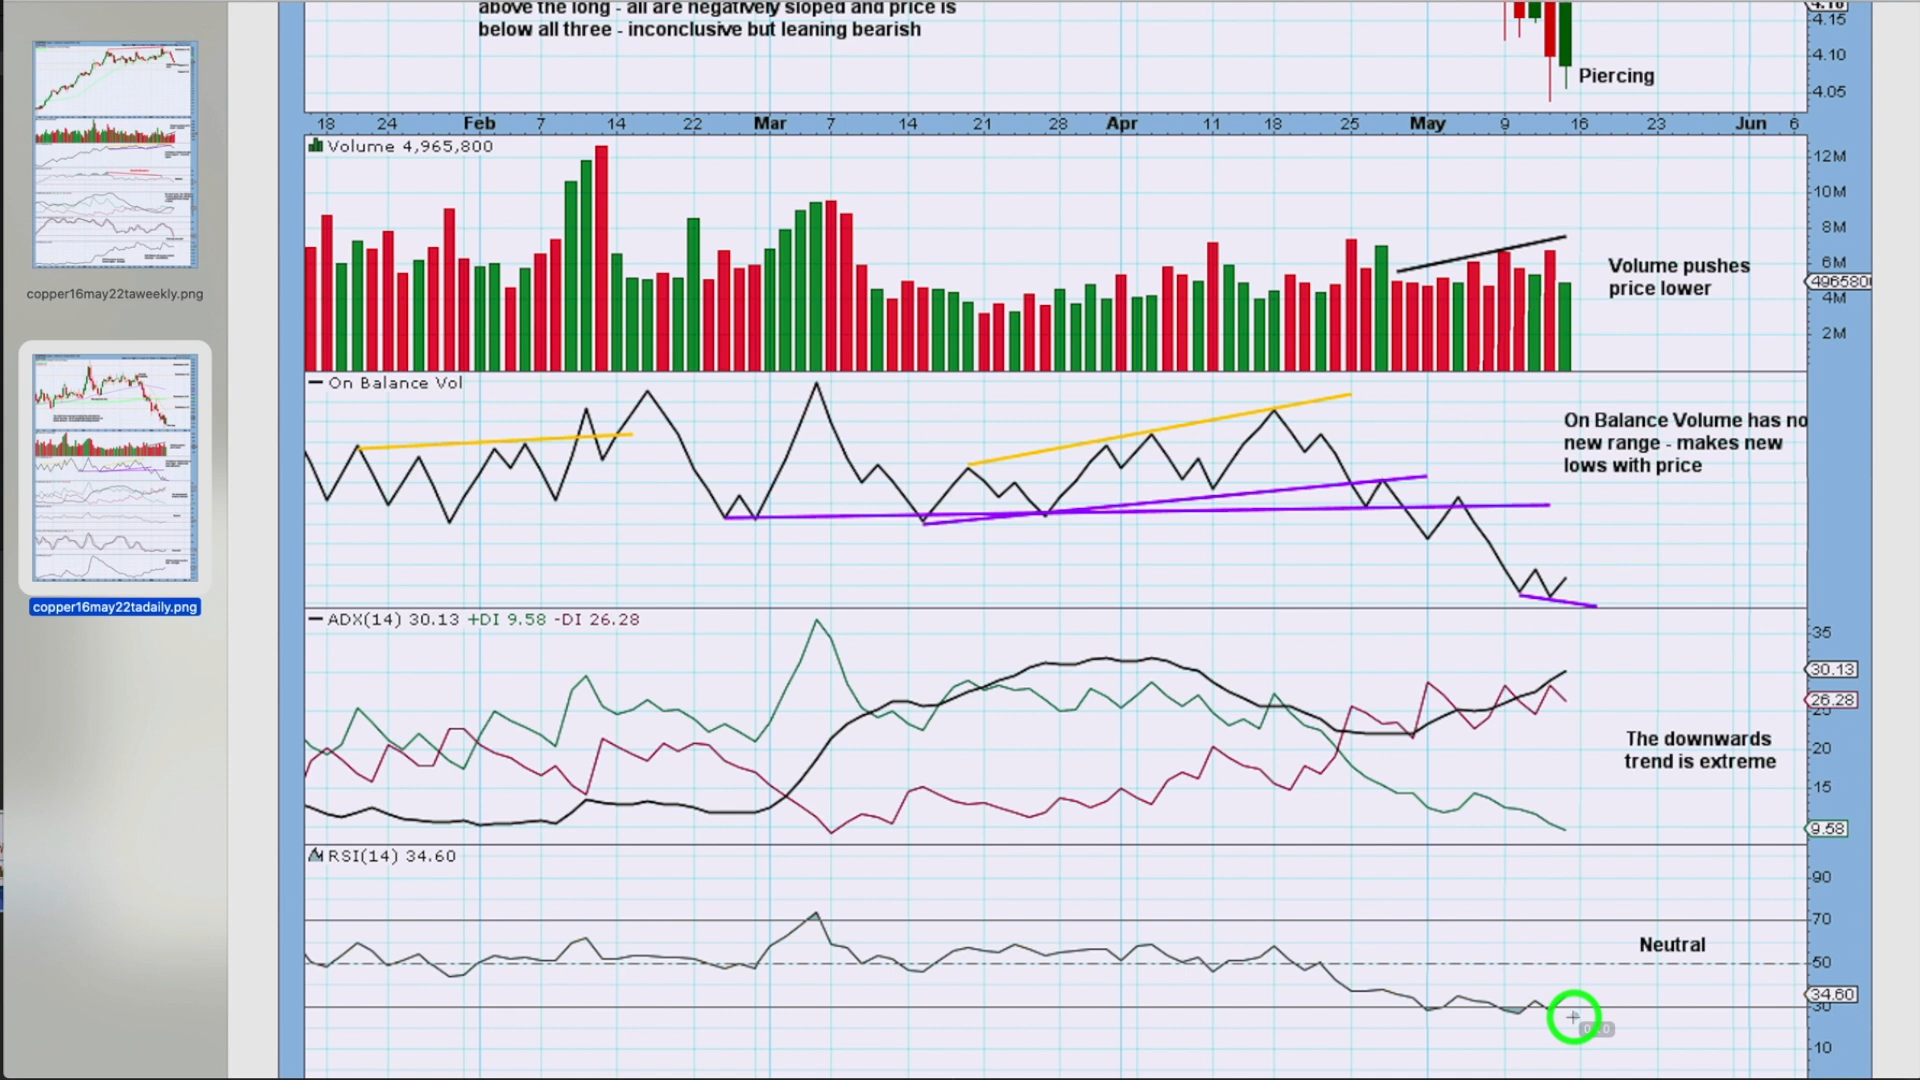 above the long - all are negatively sloped and price is
below all three - inconclusive but leaning bearish
4.15
4.10
4.05
Piercing
18 24 Feb 7 14 22 Mar 7 14 21 28 Apr 11 18 25 May 9 16 23 Jun 6
Volume 4,965,800
12M
10M
8M
6M
4965800
4M
2M
Volume pushes
price lower
On Balance Vol
On Balance Volume has no
new range - makes new
lows with price
ADX(14) 30.13 +DI 9.58 -DI 26.28
35
30.13
26.28
25
20
15
9.58
The downwards
trend is extreme
RSI(14) 34.60
90
70
50
34.60
30
10
Neutral
copper16may22taweekly.png
copper16may22tadaily.png